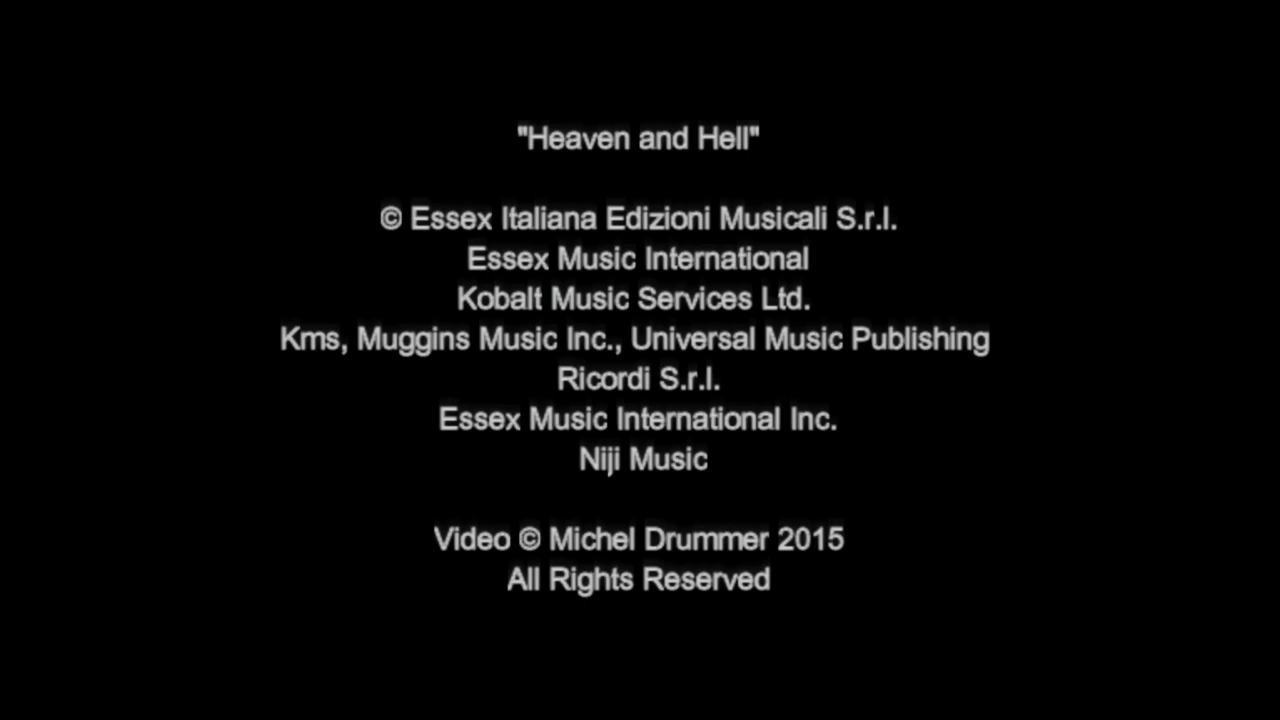 "Heaven and Hell"
© Essex Italiana Edizioni Musicali S.r.l.
Essex Music International
Kobalt Music Services Ltd.
Kms, Muggins Music Inc., Universal Music Publishing
Ricordi S.r.l.
Essex Music International Inc.
Niji Music
Video © Michel Drummer 2015
All Rights Reserved